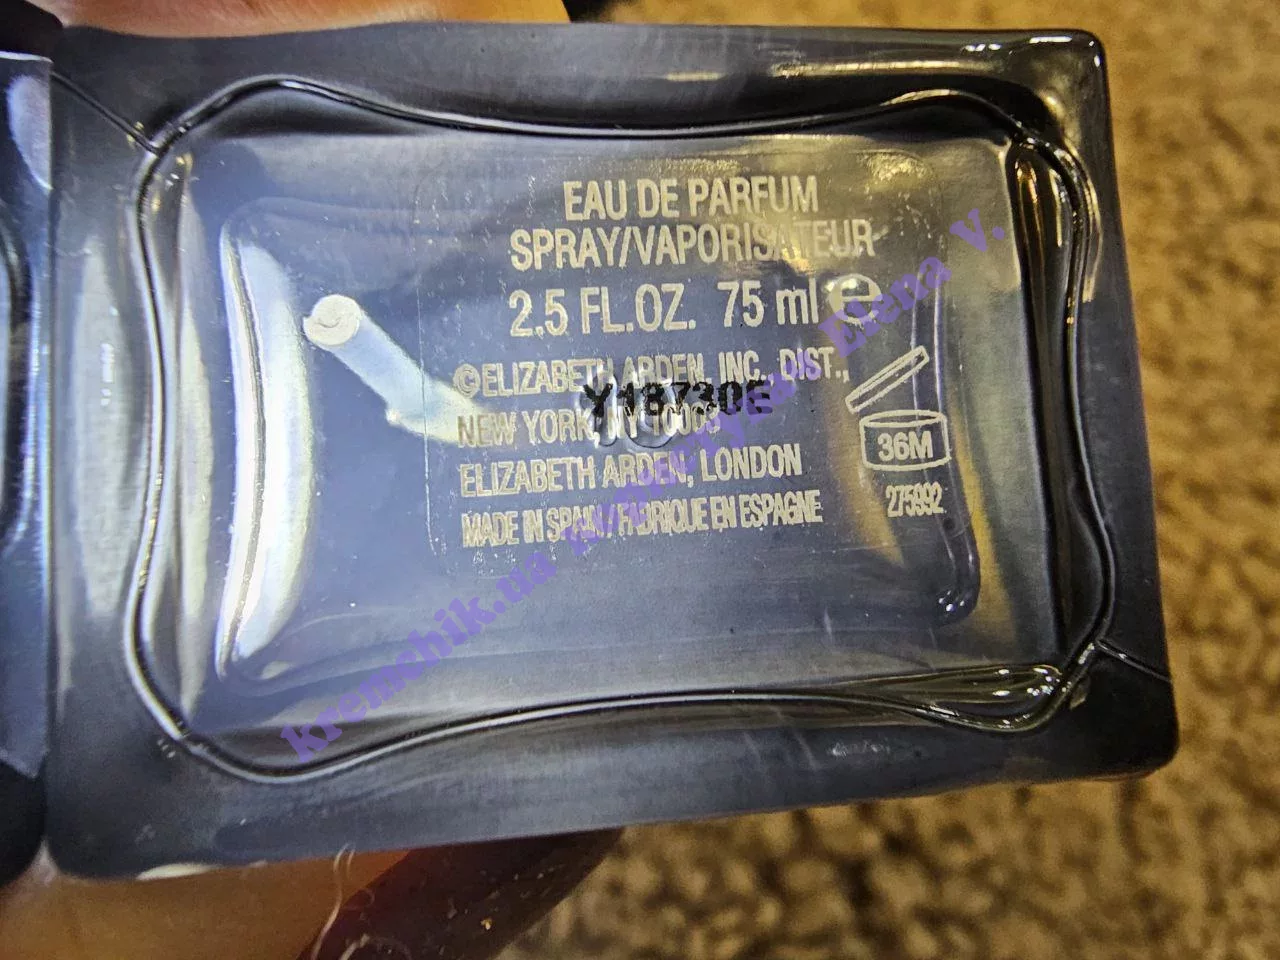 EAU DE PARFUM
SPRAY/VAPORISATEUR
2.5 FL.OZ. 75 ml e
©ELIZABETH ARDEN, INC., DIST.,
Y18730E
NEW YORK, NY
36M
ELIZABETH ARDEN, LONDON
275992
MADE IN SPAIN / FABRIQUE EN ESPAGNE
kremchik.ua Elena V.